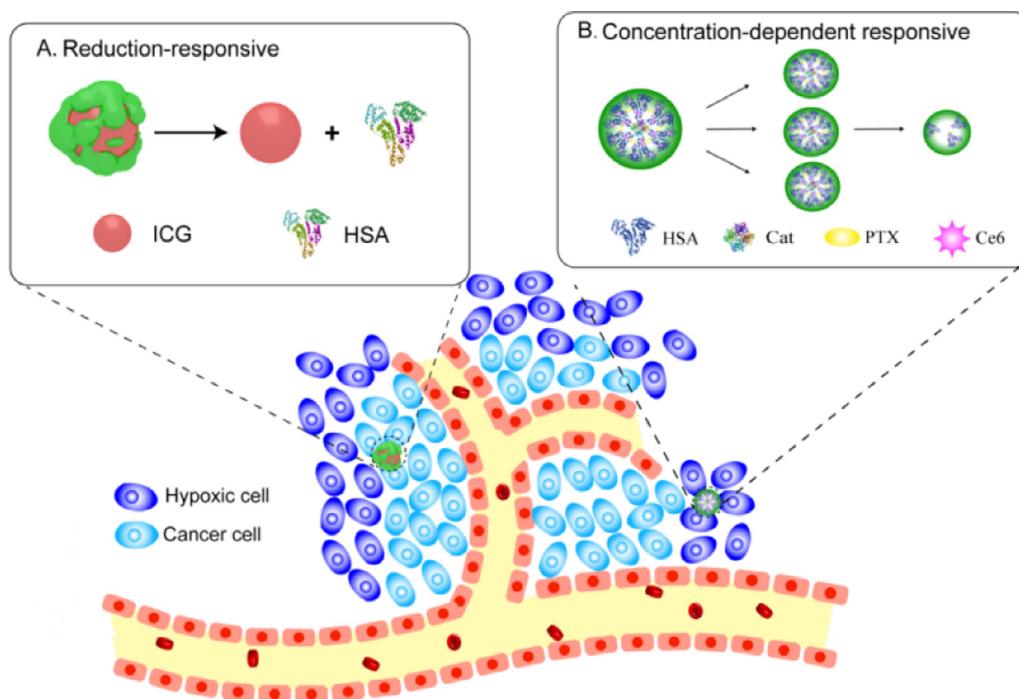 A. Reduction-responsive
+
ICG
HSA
B. Concentration-dependent responsive
HSA
Cat
PTX
Ce6
Hypoxic cell
Cancer cell